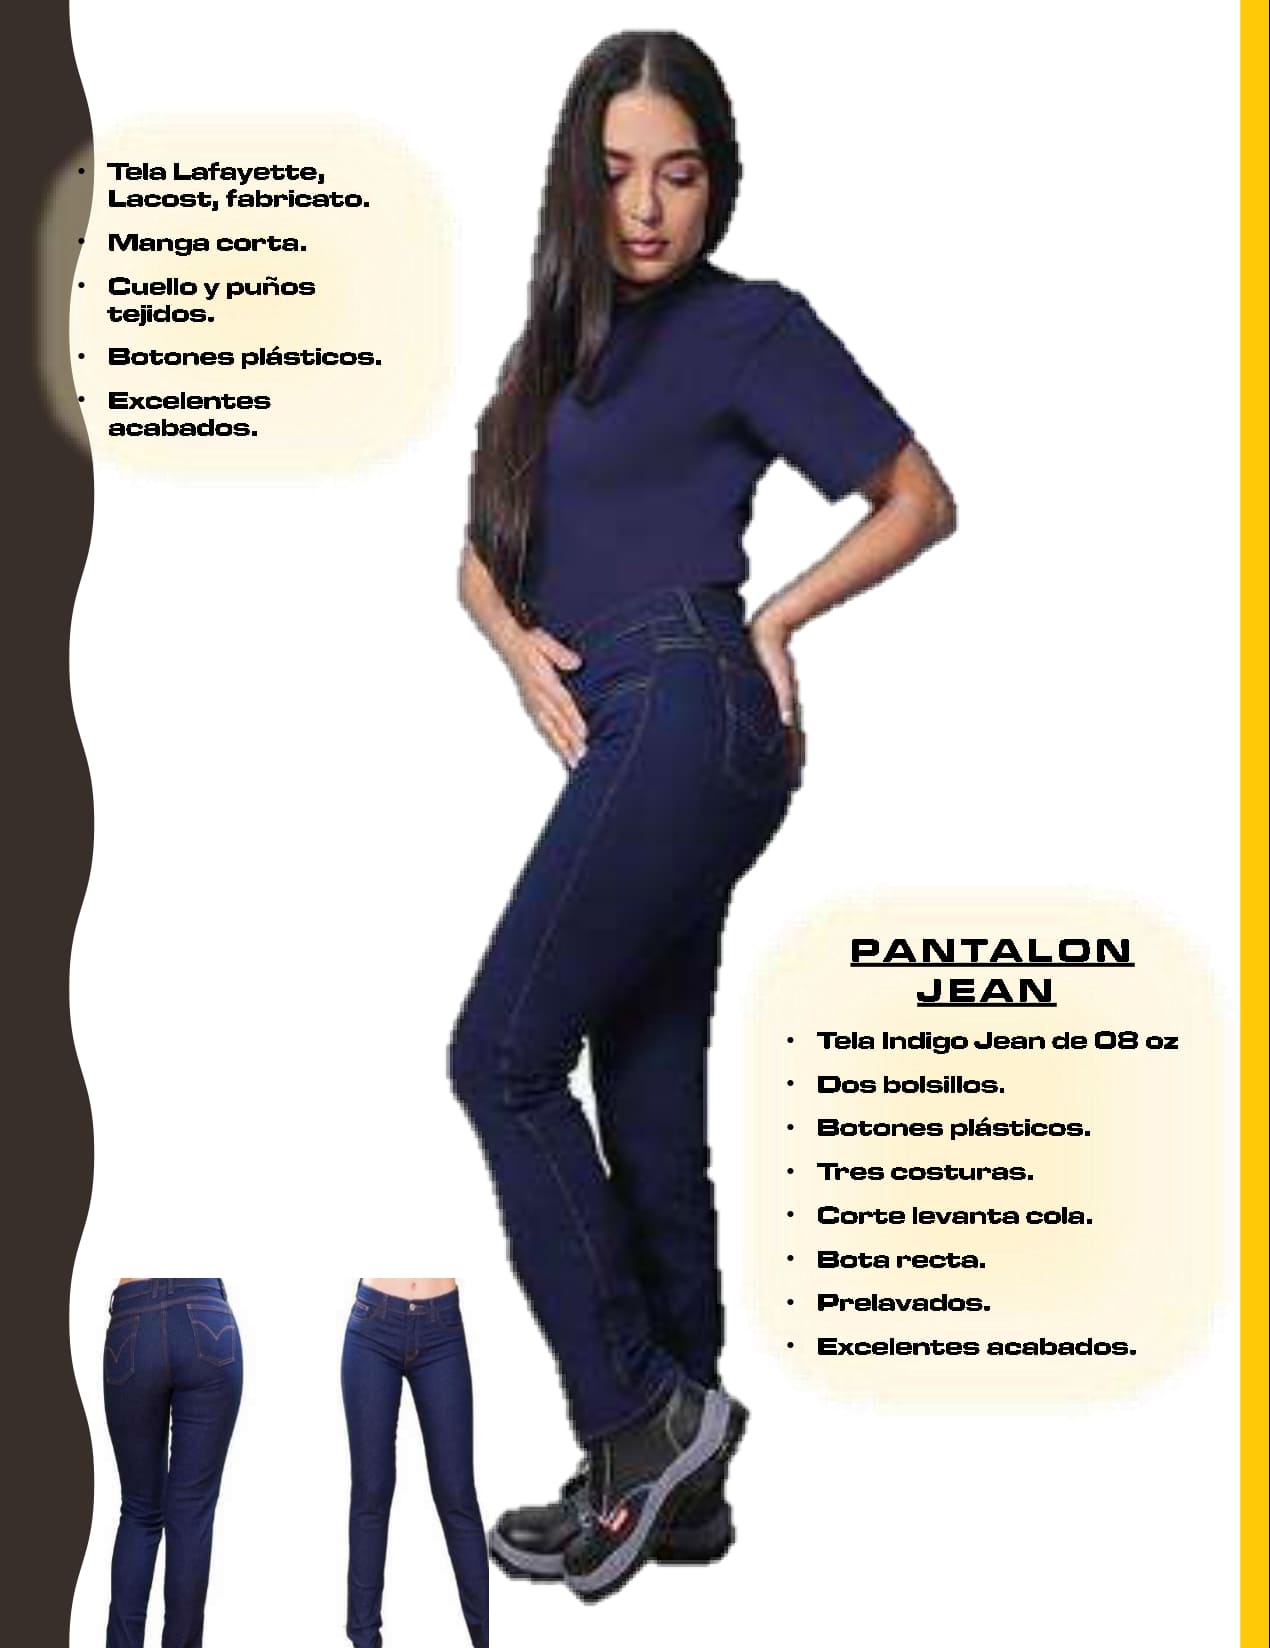 • Tela Lafayette,
Lacost, fabricato.
• Manga corta.
• Cuello y puños
tejidos.
• Botones plásticos.
• Excelentes
acabados.
PANTALON
JEAN
• Tela Indigo Jean de 08 oz
• Dos bolsillos.
• Botones plásticos.
• Tres costuras.
• Corte levanta cola.
• Bota recta.
• Prelavados.
• Excelentes acabados.